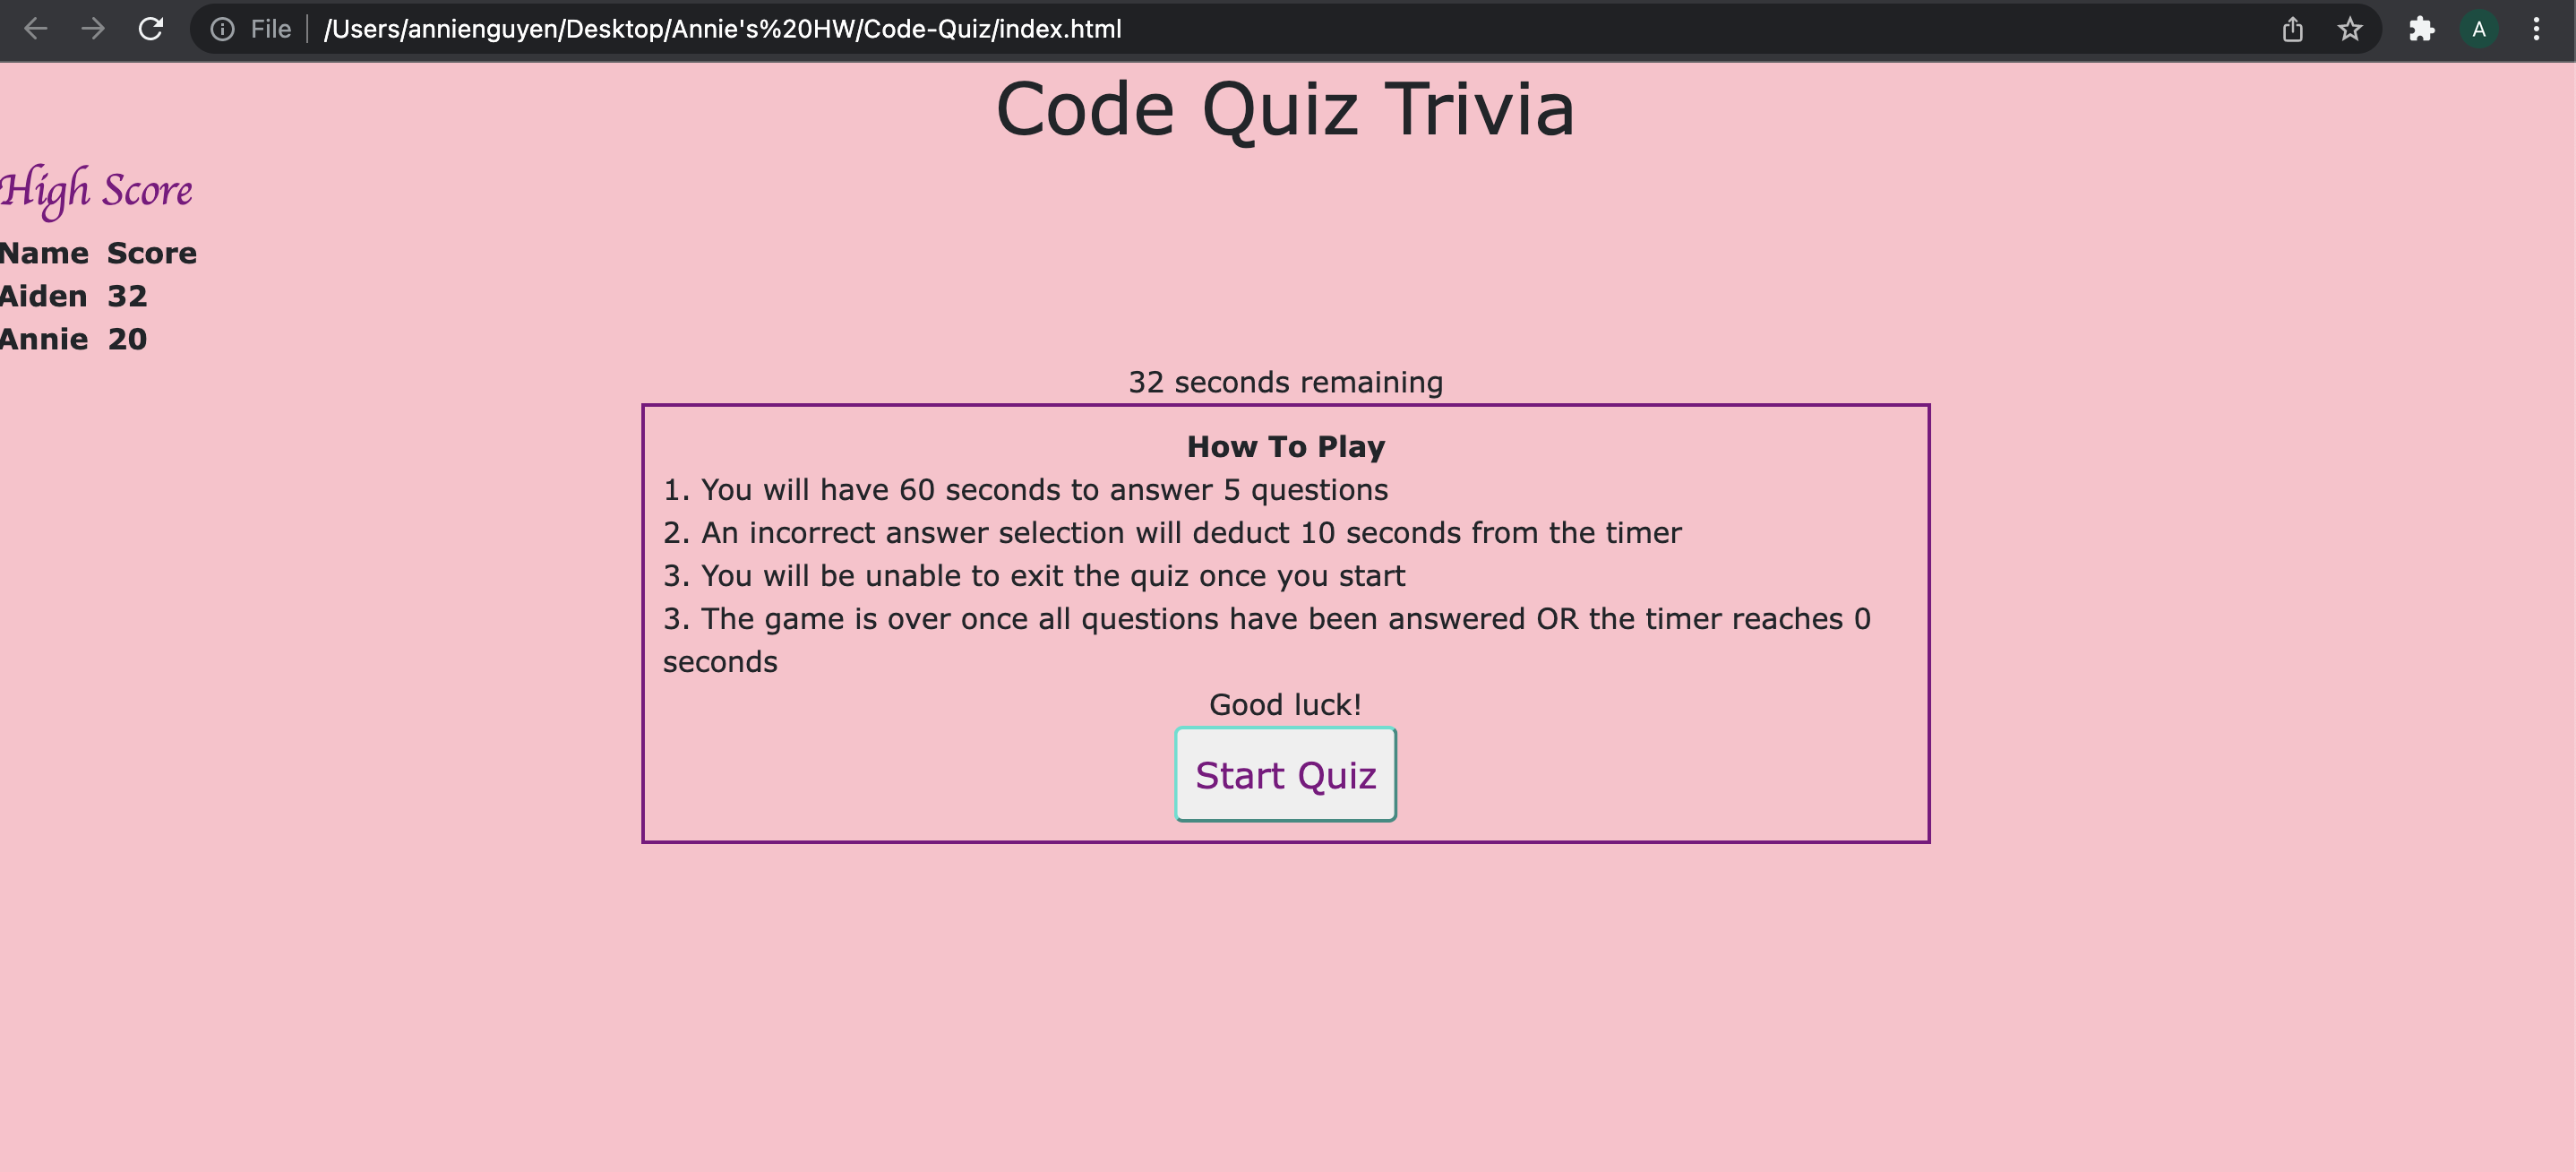 File /Users/annienguyen/Desktop/Annie's%20HW/Code-Quiz/index.html
A
Code Quiz Trivia
High Score
Name Score
Aiden 32
Annie 20
32 seconds remaining
How To Play
1. You will have 60 seconds to answer 5 questions
2. An incorrect answer selection will deduct 10 seconds from the timer
3. You will be unable to exit the quiz once you start
3. The game is over once all questions have been answered OR the timer reaches 0
seconds
Good luck!
Start Quiz